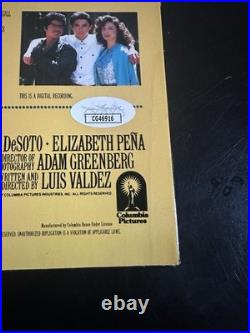 THIS IS A DIGITAL RECORDING.
CG46916
DeSOTO · ELIZABETH PEÑA
DIRECTOR OF
PHOTOGRAPHY ADAM GREENBERG
WRITTEN AND
DIRECTED BY LUIS VALDEZ
COLUMBIA PICTURES INDUSTRIES, INC. ALL RIGHTS RESERVED
Columbia
Pictures
Manufactured by Columbia House Under License
RESERVED. UNAUTHORIZED DUPLICATION IS A VIOLATION OF APPLICABLE LAWS.